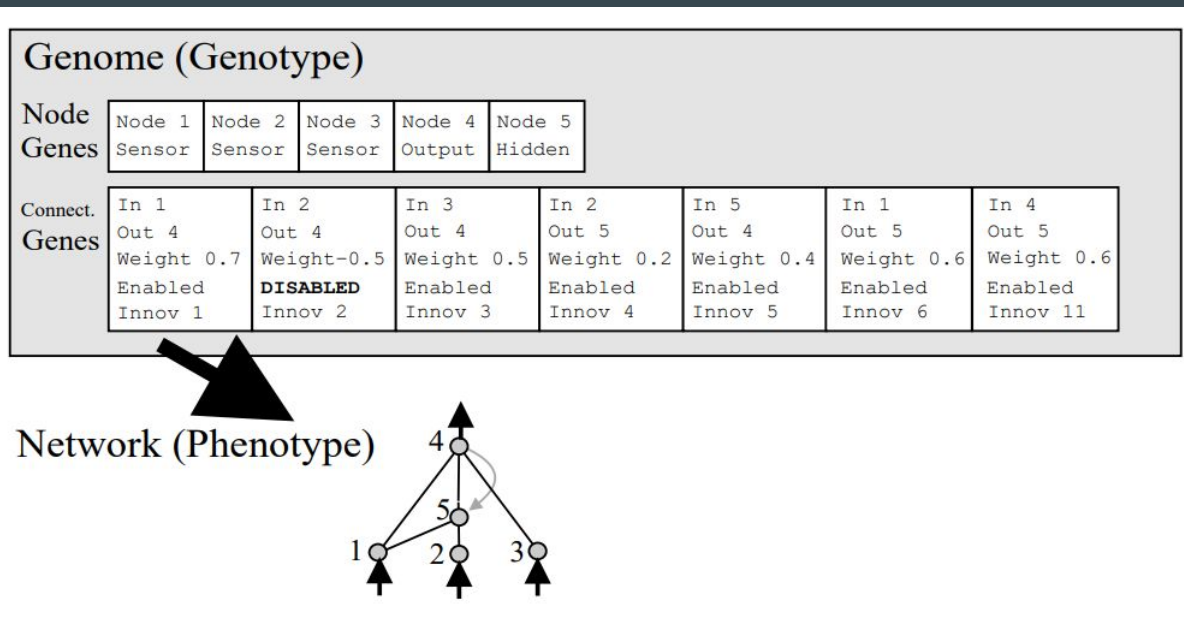 Genome (Genotype)
Node Genes
Node 1 Node 2 Node 3 Node 4 Node 5
Sensor Sensor Sensor Output Hidden
Connect. Genes
In 1 In 2 In 3 In 2 In 5 In 1 In 4
Out 4 Out 4 Out 4 Out 5 Out 4 Out 5 Out 5
Weight 0.7 Weight-0.5 Weight 0.5 Weight 0.2 Weight 0.4 Weight 0.6 Weight 0.6
Enabled DISABLED Enabled Enabled Enabled Enabled Enabled
Innov 1 Innov 2 Innov 3 Innov 4 Innov 5 Innov 6 Innov 11
Network (Phenotype)
4
5
1 2 3